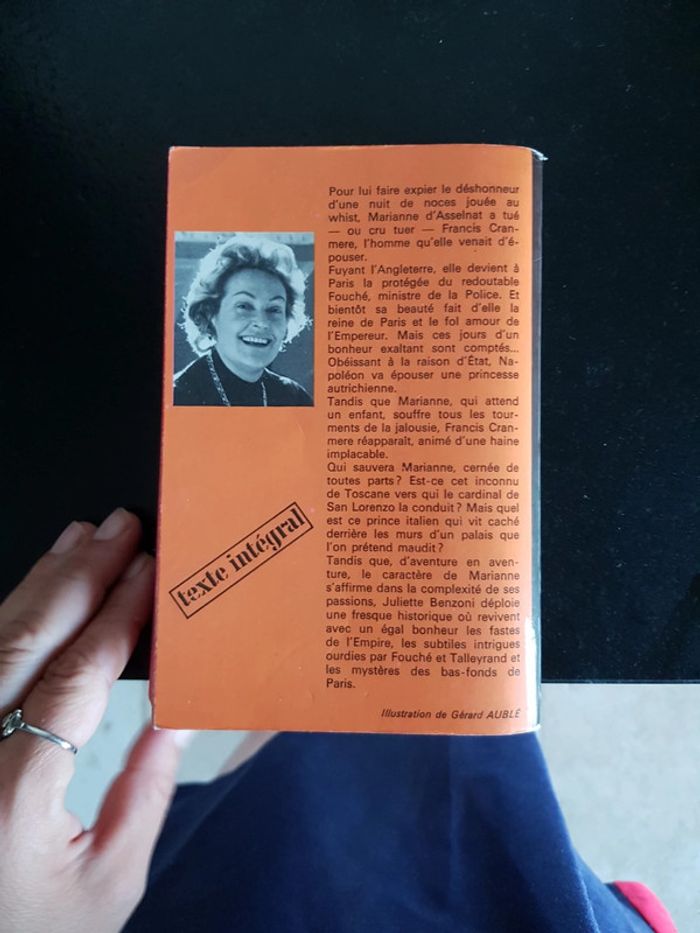 Pour lui faire expier le déshonneur
d'une nuit de noces jouée au
whist, Marianne d'Asselnat a tué
— ou cru tuer — Francis Cran-
mere, l'homme qu'elle venait d'é-
pouser.
Fuyant l'Angleterre, elle devient à
Paris la protégée du redoutable
Fouché, ministre de la Police. Et
bientôt sa beauté fait d'elle la
reine de Paris et le fol amour de
l'Empereur. Mais ces jours d'un
bonheur exaltant sont comptés...
Obéissant à la raison d'État, Na-
poléon va épouser une princesse
autrichienne.
Tandis que Marianne, qui attend
un enfant, souffre tous les tour-
ments de la jalousie, Francis Cran-
mere réapparaît, animé d'une haine
implacable.
Qui sauvera Marianne, cernée de
toutes parts ? Est-ce cet inconnu
de Toscane vers qui le cardinal de
San Lorenzo la conduit ? Mais quel
est ce prince italien qui vit caché
derrière les murs d'un palais que
l'on prétend maudit ?
Tandis que, d'aventure en aven-
ture, le caractère de Marianne
s'affirme dans la complexité de ses
passions, Juliette Benzoni déploie
une fresque historique où revivent
avec un égal bonheur les fastes
de l'Empire, les subtiles intrigues
ourdies par Fouché et Talleyrand et
les mystères des bas-fonds de
Paris.
texte intégral
Illustration de Gérard AUBLÉ